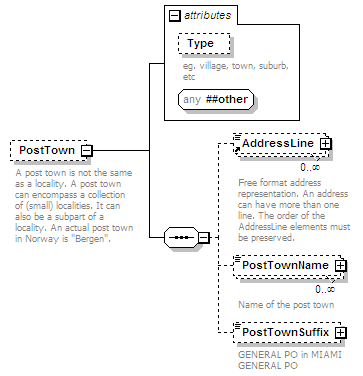 attributes
Type
eg. village, town, suburb,
etc
any ##other
PostTown
A post town is not the same
as a locality. A post town
can encompass a collection
of (small) localities. It can
also be a subpart of a
locality. An actual post town
in Norway is "Bergen".
AddressLine
0..∞
Free format address
representation. An address
can have more than one
line. The order of the
AddressLine elements must
be preserved.
PostTownName
0..∞
Name of the post town
PostTownSuffix
GENERAL PO in MIAMI
GENERAL PO